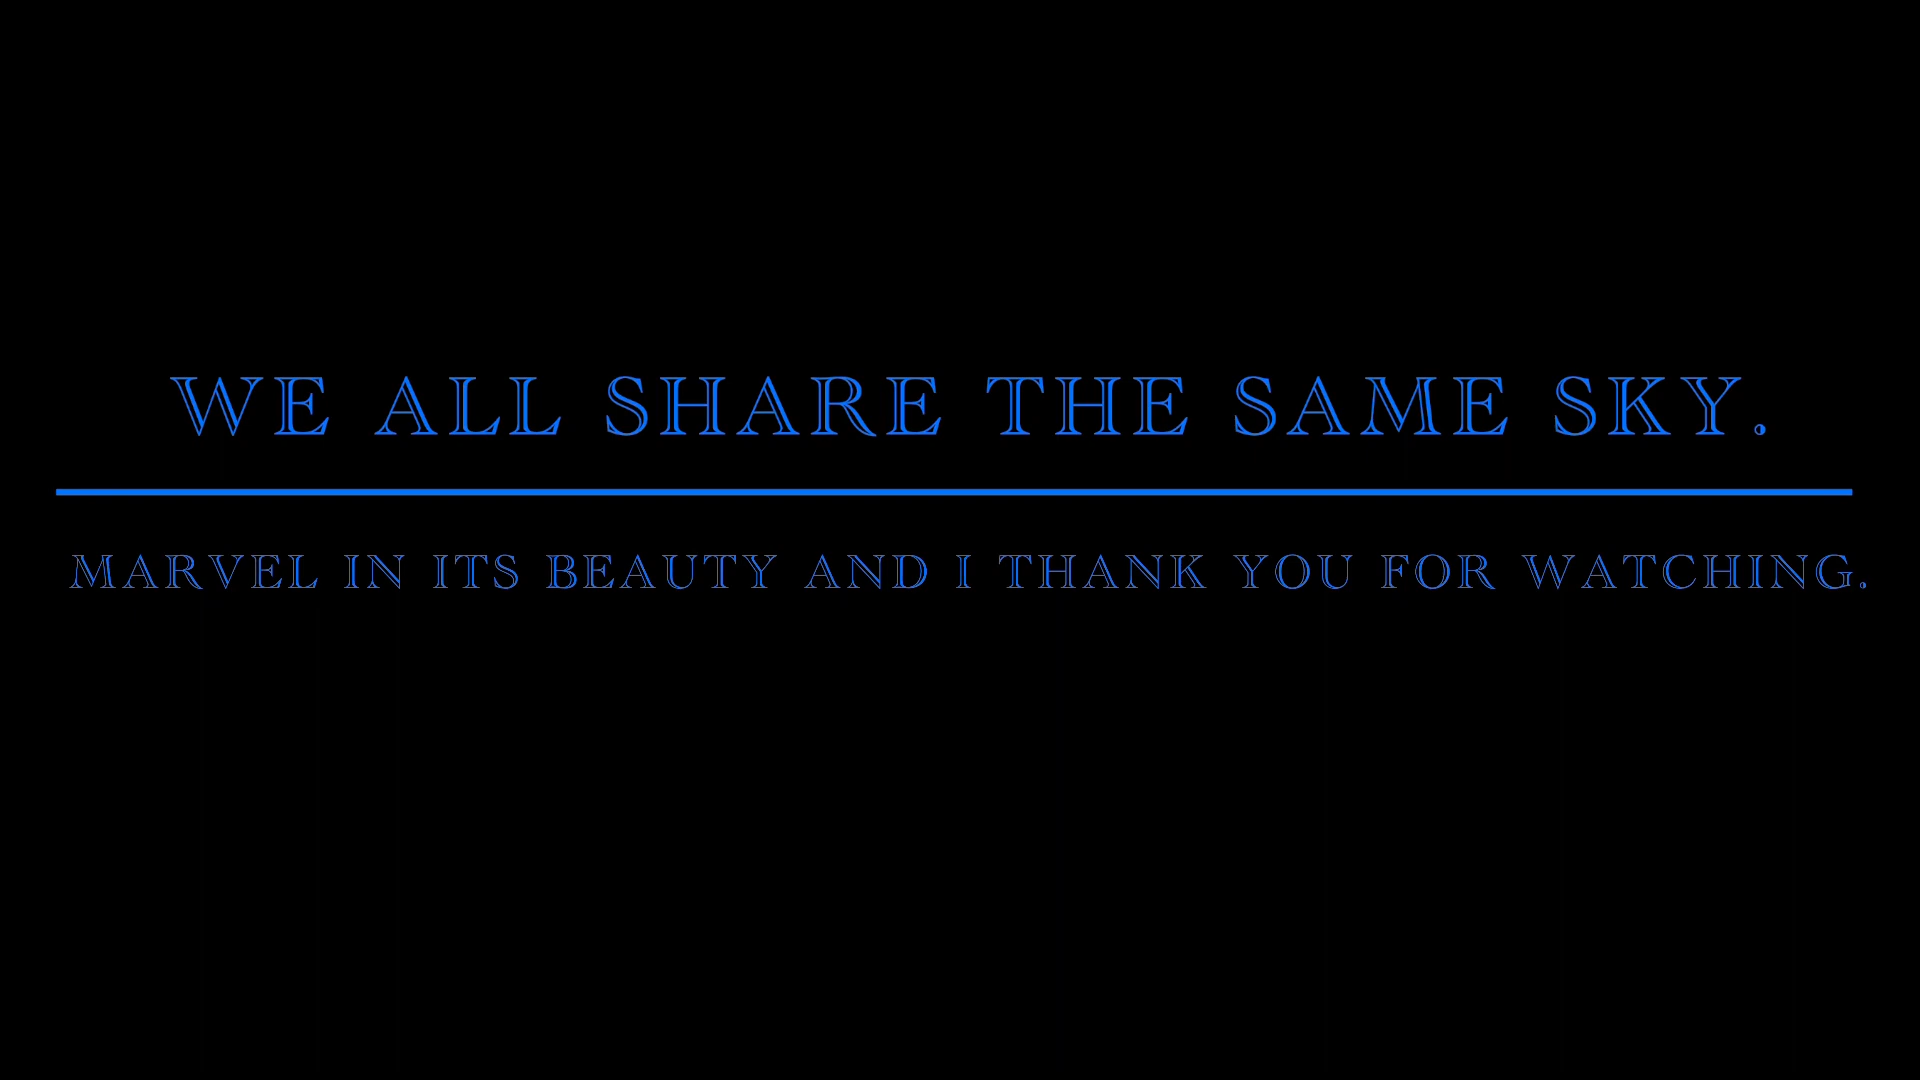 WE ALL SHARE THE SAME SKY.
MARVEL IN ITS BEAUTY AND I THANK YOU FOR WATCHING.